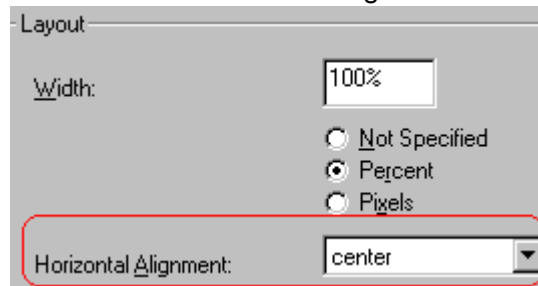 Layout
Width:
100%
Not Specified
Percent
Pixels
Horizontal Alignment:
center